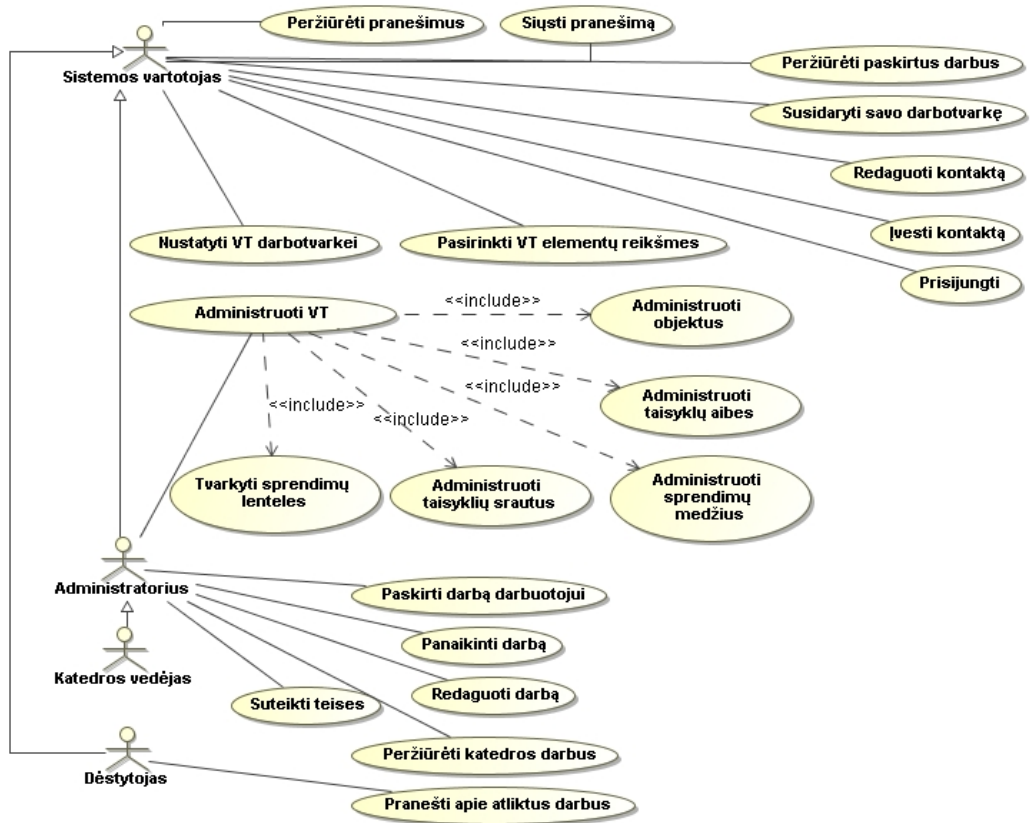 Peržiūrėti pranešimus
Siųsti pranešimą
Sistemos vartotojas
Peržiūrėti paskirtus darbus
Susidaryti savo darbotvarkę
Redaguoti kontaktą
Įvesti kontaktą
Prisijungti
Nustatyti VT darbotvarkei
Pasirinkti VT elementų reikšmes
Administruoti VT
<<include>>
Administruoti
objektus
<<include>>
Administruoti
taisyklų aibes
<<include>>
<<include>>
<<include>>
Tvarkyti sprendimų
lenteles
Administruoti
taisyklių srautus
Administruoti
sprendimų
medžius
Administratorius
Paskirti darbą darbuotojui
Panaikinti darbą
Katedros vedėjas
Redaguoti darbą
Suteikti teises
Peržiūrėti katedros darbus
Dėstytojas
Pranešti apie atliktus darbus